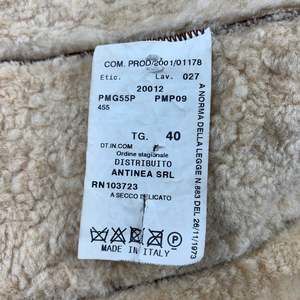 COM. PROD/2001/01178
Etic. Lav. 027
20012
PMG55P PMP09
455
TG. 40
DT.IN.COM
Ordine stagionale
DISTRIBUITO
ANTINEA SRL
RN103723
A SECCO DELICATO
MADE IN ITALY
A NORMA DELLA LEGGE N 883 DEL 26/11/1973